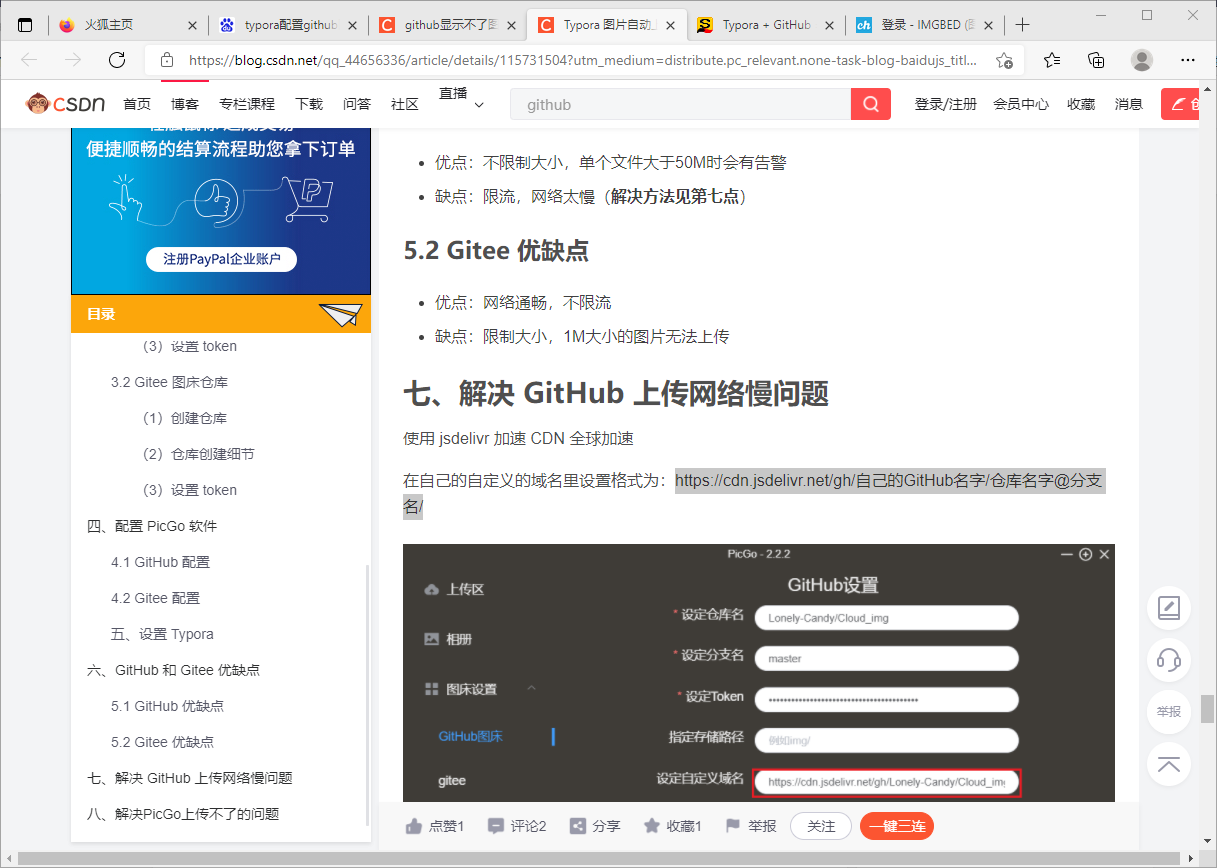 火狐主页
typora配置github
github显示不了图
Typora 图片自动上
Typora + GitHub
登录 - IMGBED (图
https://blog.csdn.net/qq_44656336/article/details/115731504?utm_medium=distribute.pc_relevant.none-task-blog-baidujs_titl...
CSDN 首页 博客 专栏课程 下载 问答 社区 直播 github 登录/注册 会员中心 收藏 消息 创
便捷顺畅的结算流程助您拿下订单
注册PayPal企业账户
目录
（3）设置 token
3.2 Gitee 图床仓库
（1）创建仓库
（2）仓库创建细节
（3）设置 token
四、配置 PicGo 软件
4.1 GitHub 配置
4.2 Gitee 配置
五、设置 Typora
六、GitHub 和 Gitee 优缺点
5.1 GitHub 优缺点
5.2 Gitee 优缺点
七、解决 GitHub 上传网络慢问题
八、解决PicGo上传不了的问题
• 优点：不限制大小，单个文件大于50M时会有告警
• 缺点：限流，网络太慢（解决方法见第七点）
5.2 Gitee 优缺点
• 优点：网络通畅，不限流
• 缺点：限制大小，1M大小的图片无法上传
七、解决 GitHub 上传网络慢问题
使用 jsdelivr 加速 CDN 全球加速
在自己的自定义的域名里设置格式为：https://cdn.jsdelivr.net/gh/自己的GitHub名字/仓库名字@分支
名/
PicGo - 2.2.2
上传区
相册
图床设置
GitHub图床
gitee
GitHub设置
* 设定仓库名 Lonely-Candy/Cloud_img
* 设定分支名 master
* 设定Token
指定存储路径 例如img/
设定自定义域名 https://cdn.jsdelivr.net/gh/Lonely-Candy/Cloud_im
点赞1 评论2 分享 收藏1 举报 关注 一键三连
举报